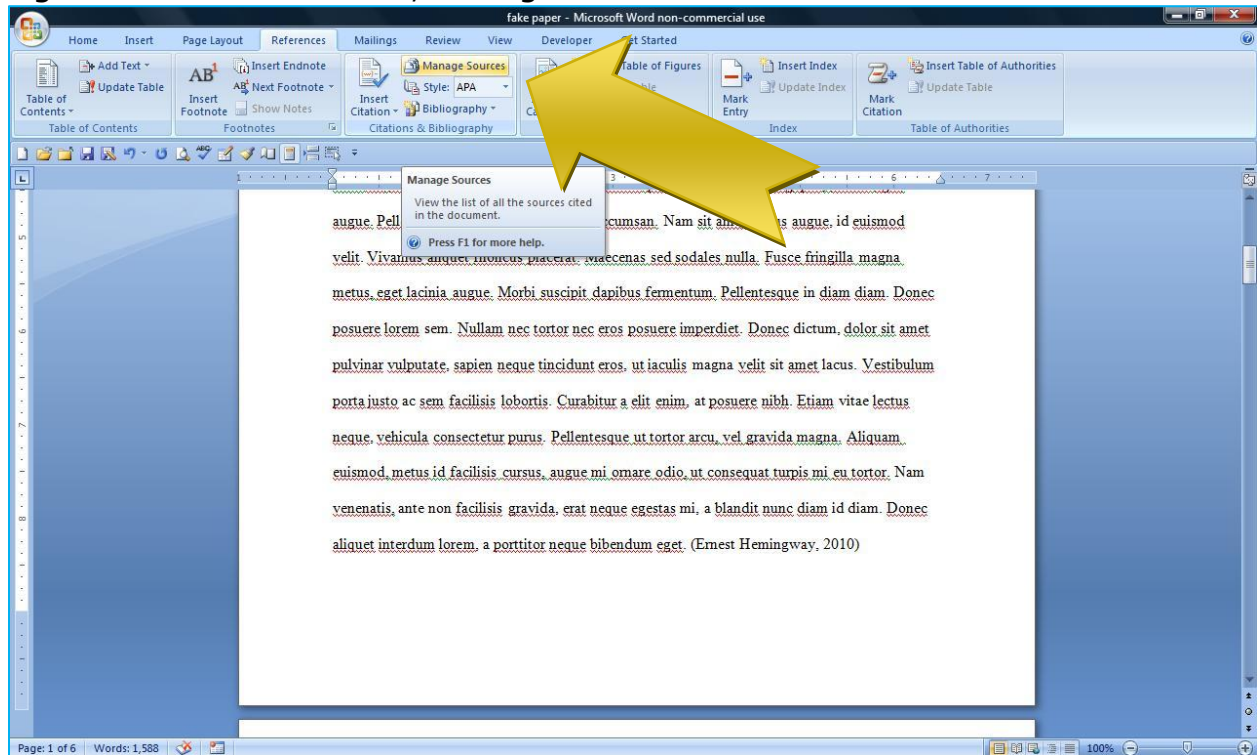 fake paper - Microsoft Word non-commercial use
Home Insert Page Layout References Mailings Review View Developer Get Started
Table of Contents
Add Text
Update Table
Table of Contents
AB1 Insert Footnote
Insert Endnote
AB1 Next Footnote
Show Notes
Footnotes
Insert Citation
Manage Sources
Style: APA
Bibliography
Citations & Bibliography
Table of Figures
Mark Entry
Insert Index
Update Index
Index
Mark Citation
Insert Table of Authorities
Update Table
Table of Authorities
L 1 3 6 7
Manage Sources
View the list of all the sources cited
in the document.
Press F1 for more help.
augue. Nam sit augue, id euismod
velit. Maecenas sed sodales nulla. Fusce fringilla magna
metus, eget lacinia augue. Morbi suscipit dapibus fermentum. Pellentesque in diam diam. Donec
posuere lorem sem. Nullam nec tortor nec eros posuere imperdiet. Donec dictum, dolor sit amet
pulvinar vulputate, sapien neque tincidunt eros, ut iaculis magna velit sit amet lacus. Vestibulum
porta justo ac sem facilisis lobortis. Curabitur a elit enim, at posuere nibh. Etiam vitae lectus
neque, vehicula consectetur purus. Pellentesque ut tortor arcu, vel gravida magna. Aliquam
euismod, metus id facilisis cursus, augue mi ornare odio, ut consequat turpis mi eu tortor. Nam
venenatis, ante non facilisis gravida, erat neque egestas mi, a blandit nunc diam id diam. Donec
aliquet interdum lorem, a porttitor neque bibendum eget. (Ernest Hemingway, 2010)
5
6
7
8
Page: 1 of 6 Words: 1,588 100%